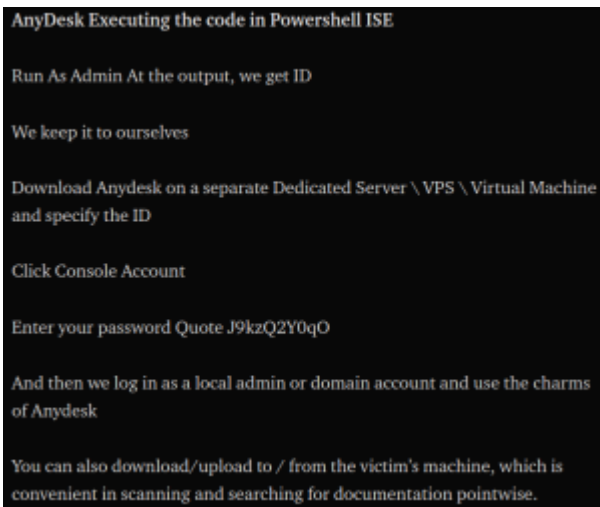 AnyDesk Executing the code in Powershell ISE
Run As Admin At the output, we get ID
We keep it to ourselves
Download Anydesk on a separate Dedicated Server \ VPS \ Virtual Machine
and specify the ID
Click Console Account
Enter your password Quote J9kzQ2Y0qO
And then we log in as a local admin or domain account and use the charms
of Anydesk
You can also download/upload to / from the victim's machine, which is
convenient in scanning and searching for documentation pointwise.